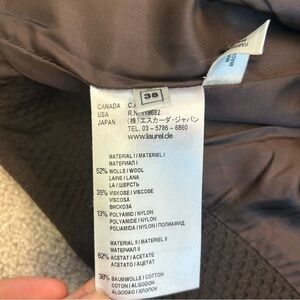 38
CANADA C.A
USA R.N. 119682
JAPAN (株)エスカーダ・ジャパン
TEL. 03 – 5786 – 6860
www.laurel.de
MATERIAL I / MATERIEL I
МАТЕРИАЛ I
52% WOLLE / WOOL
LAINE / LANA
LA / ШЕРСТЬ
35% VISKOSE / VISCOSE
VISCOSA
ВИСКОЗА
13% POLYAMID / NYLON
POLYAMIDE / NYLON
POLIAMIDA / NYLON / ПОЛИАМИД
MATERIAL II / MATERIEL II
МАТЕРИАЛ II
62% ACETAT / ACETATE
ACETATO / АЦЕТАТ
38% BAUMWOLLE / COTTON
COTON / ALGODON
ALGODAO / ХЛОПОК